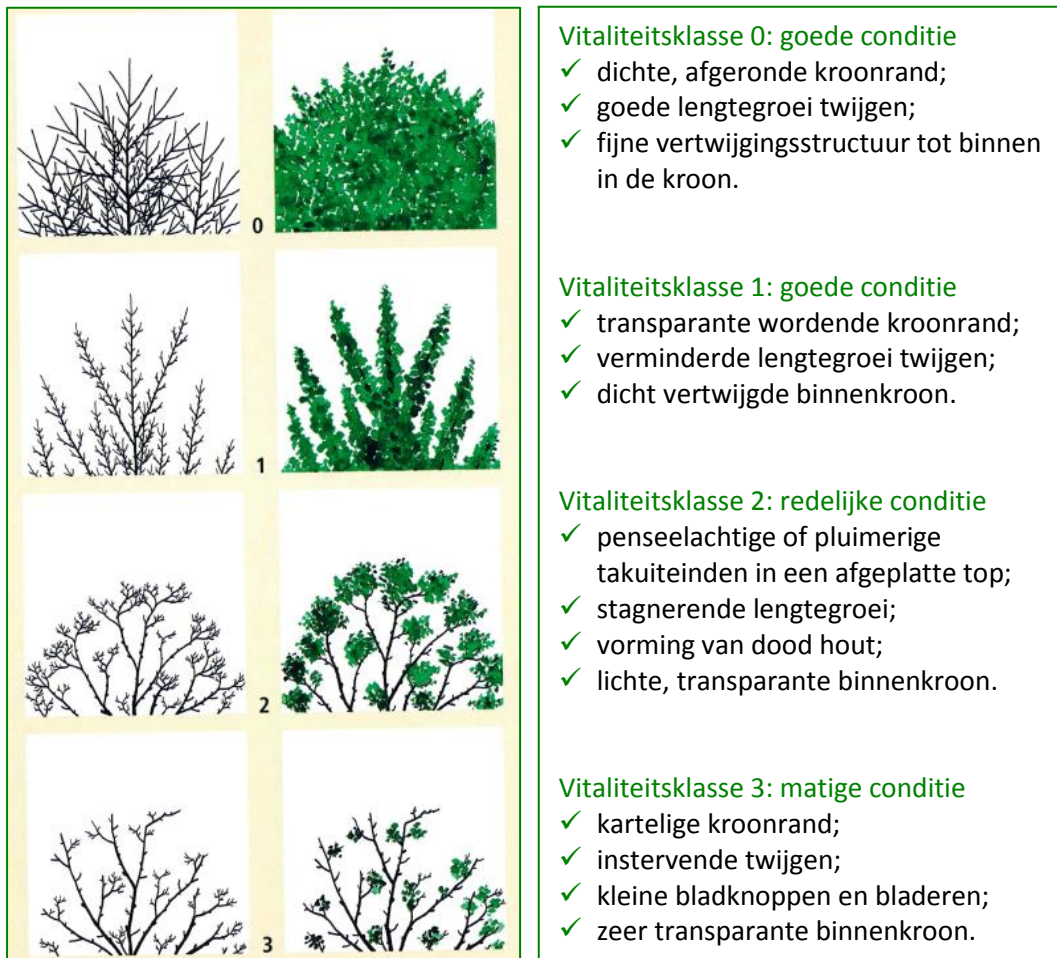 0
1
2
3
Vitaliteitsklasse 0: goede conditie
✓ dichte, afgeronde kroonrand;
✓ goede lengtegroei twijgen;
✓ fijne vertwijgingsstructuur tot binnen
in de kroon.
Vitaliteitsklasse 1: goede conditie
✓ transparante wordende kroonrand;
✓ verminderde lengtegroei twijgen;
✓ dicht vertwijgde binnenkroon.
Vitaliteitsklasse 2: redelijke conditie
✓ penseelachtige of pluimerige
takuiteinden in een afgeplatte top;
✓ stagnerende lengtegroei;
✓ vorming van dood hout;
✓ lichte, transparante binnenkroon.
Vitaliteitsklasse 3: matige conditie
✓ kartelige kroonrand;
✓ instervende twijgen;
✓ kleine bladknoppen en bladeren;
✓ zeer transparante binnenkroon.